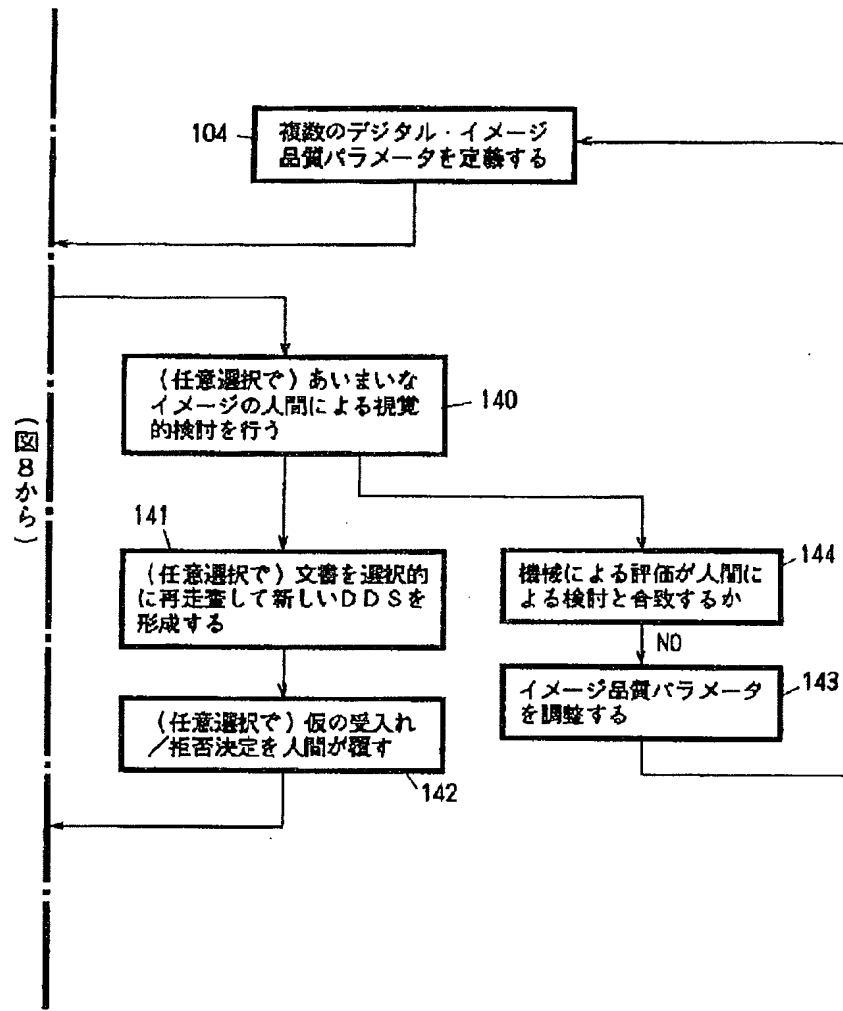 104
複数のデジタル・イメージ
品質パラメータを定義する
(図8から)
(任意選択で)あいまいな
イメージの人間による視覚
的検討を行う
140
141
(任意選択で)文書を選択的
に再走査して新しいDDSを
形成する
機械による評価が人間に
よる検討と合致するか
144
NO
(任意選択で)仮の受入れ
/拒否決定を人間が覆す
142
イメージ品質パラメータ
を調整する
143